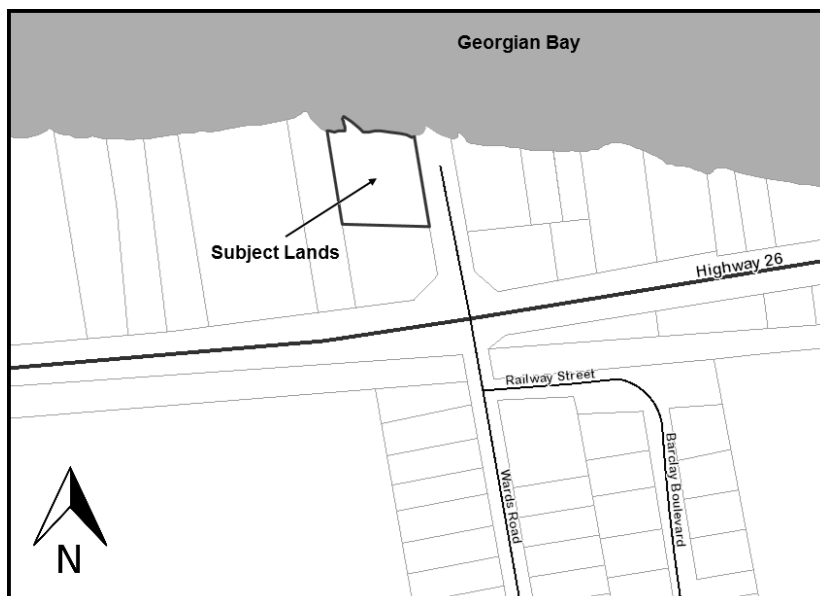 Georgian Bay
Subject Lands
Highway 26
Railway Street
Barclay Boulevard
Wards Road
N